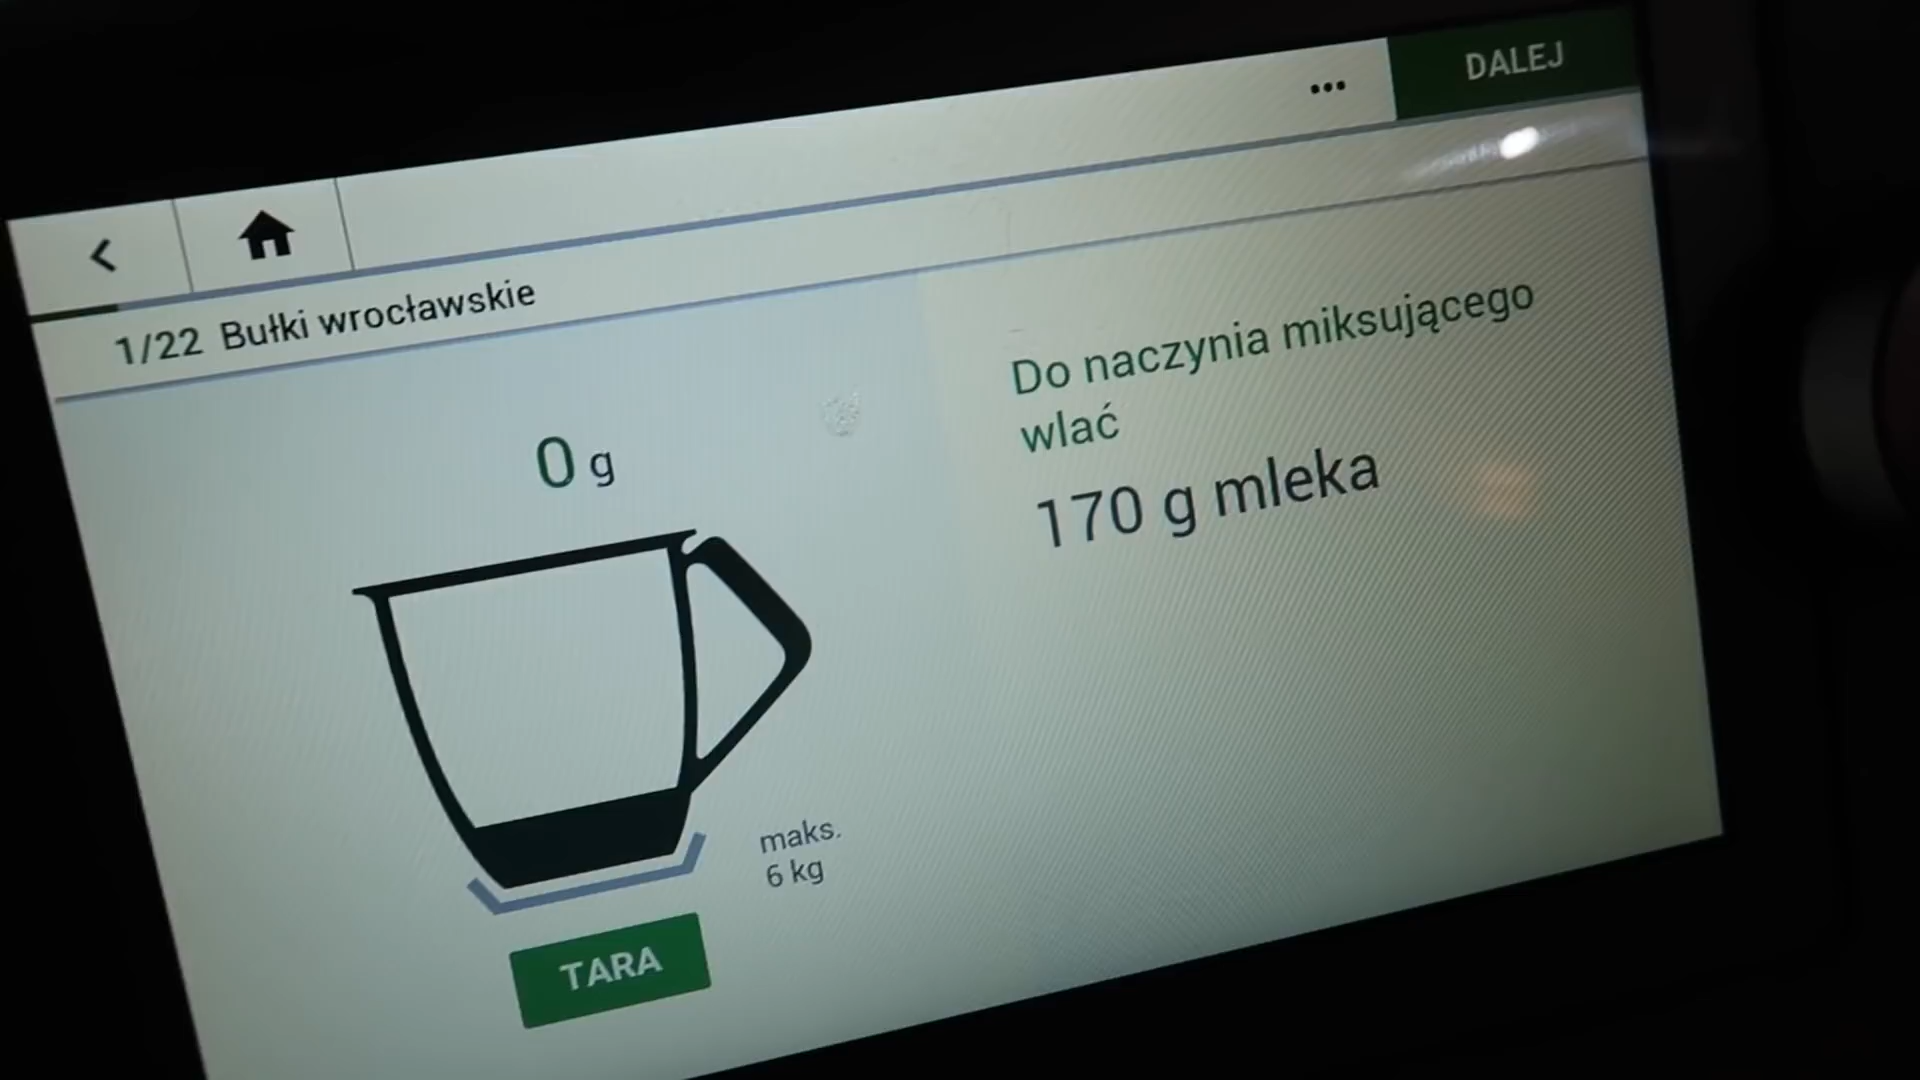 DALEJ
1/22 Bułki wrocławskie
0 g
Do naczynia miksującego
wlać
170 g mleka
maks.
6 kg
TARA